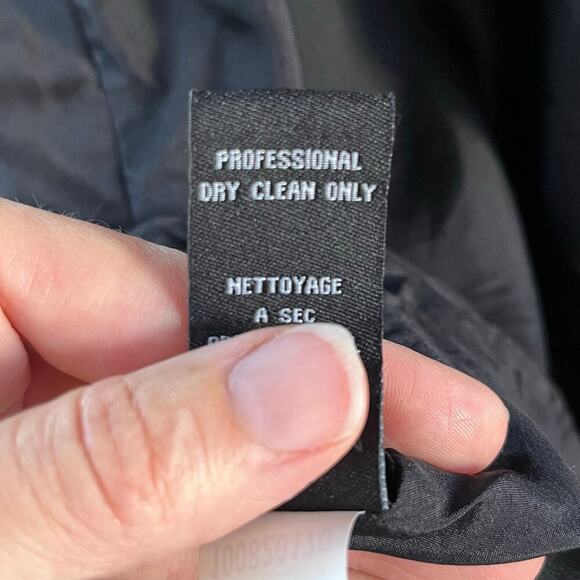 PROFESSIONAL
DRY CLEAN ONLY
NETTOYAGE
A SEC